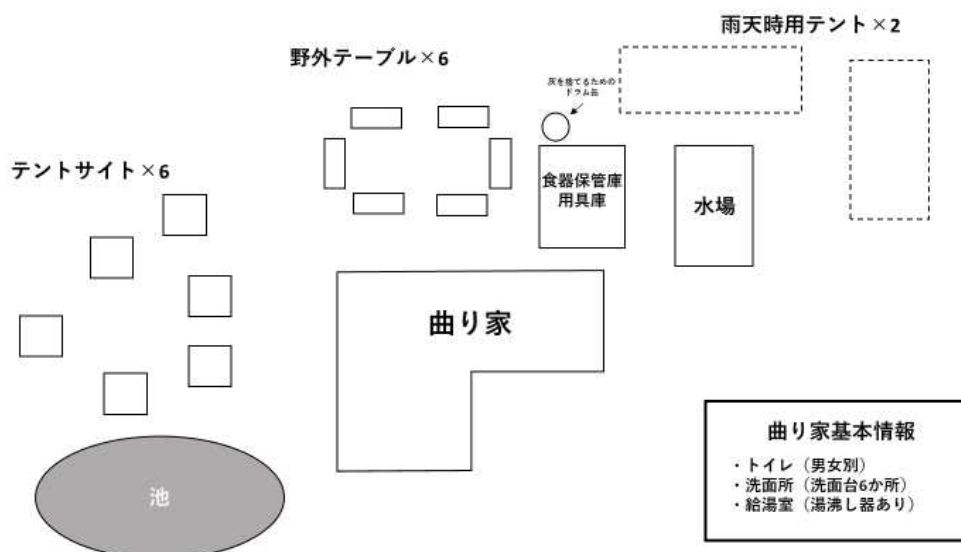 雨天時用テント×2
野外テーブル×6
灰を捨てるための
ドラム缶
テントサイト×6
食器保管庫
用具庫
水場
曲り家
曲り家基本情報
・トイレ（男女別）
・洗面所（洗面台6か所）
・給湯室（湯沸し器あり）
池